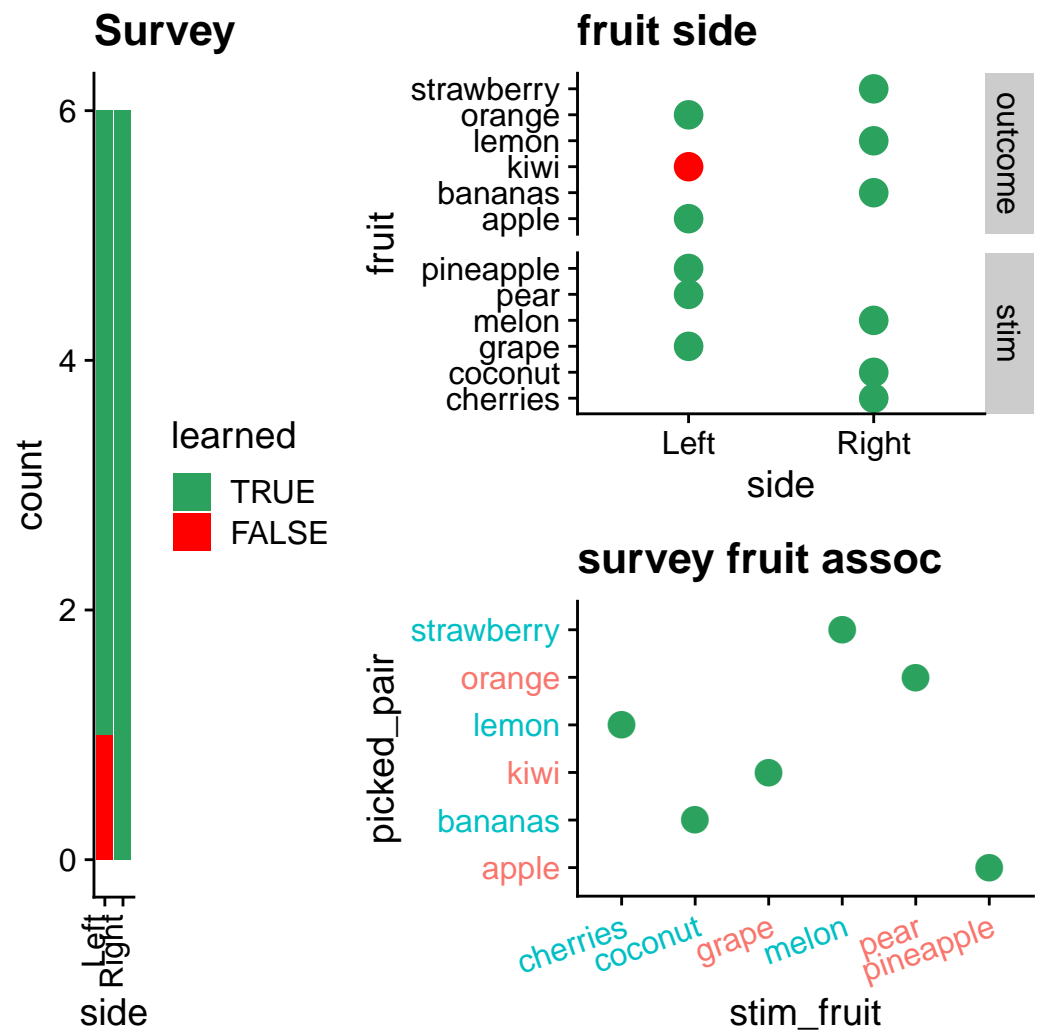 Survey
6
4
2
0
count
Left
Right
side
learned
TRUE
FALSE
fruit side
strawberry
orange
lemon
kiwi
bananas
apple
outcome
pineapple
pear
melon
grape
coconut
cherries
stim
fruit
Left Right
side
survey fruit assoc
strawberry
orange
lemon
kiwi
bananas
apple
picked_pair
cherries coconut grape melon pear pineapple
stim_fruit